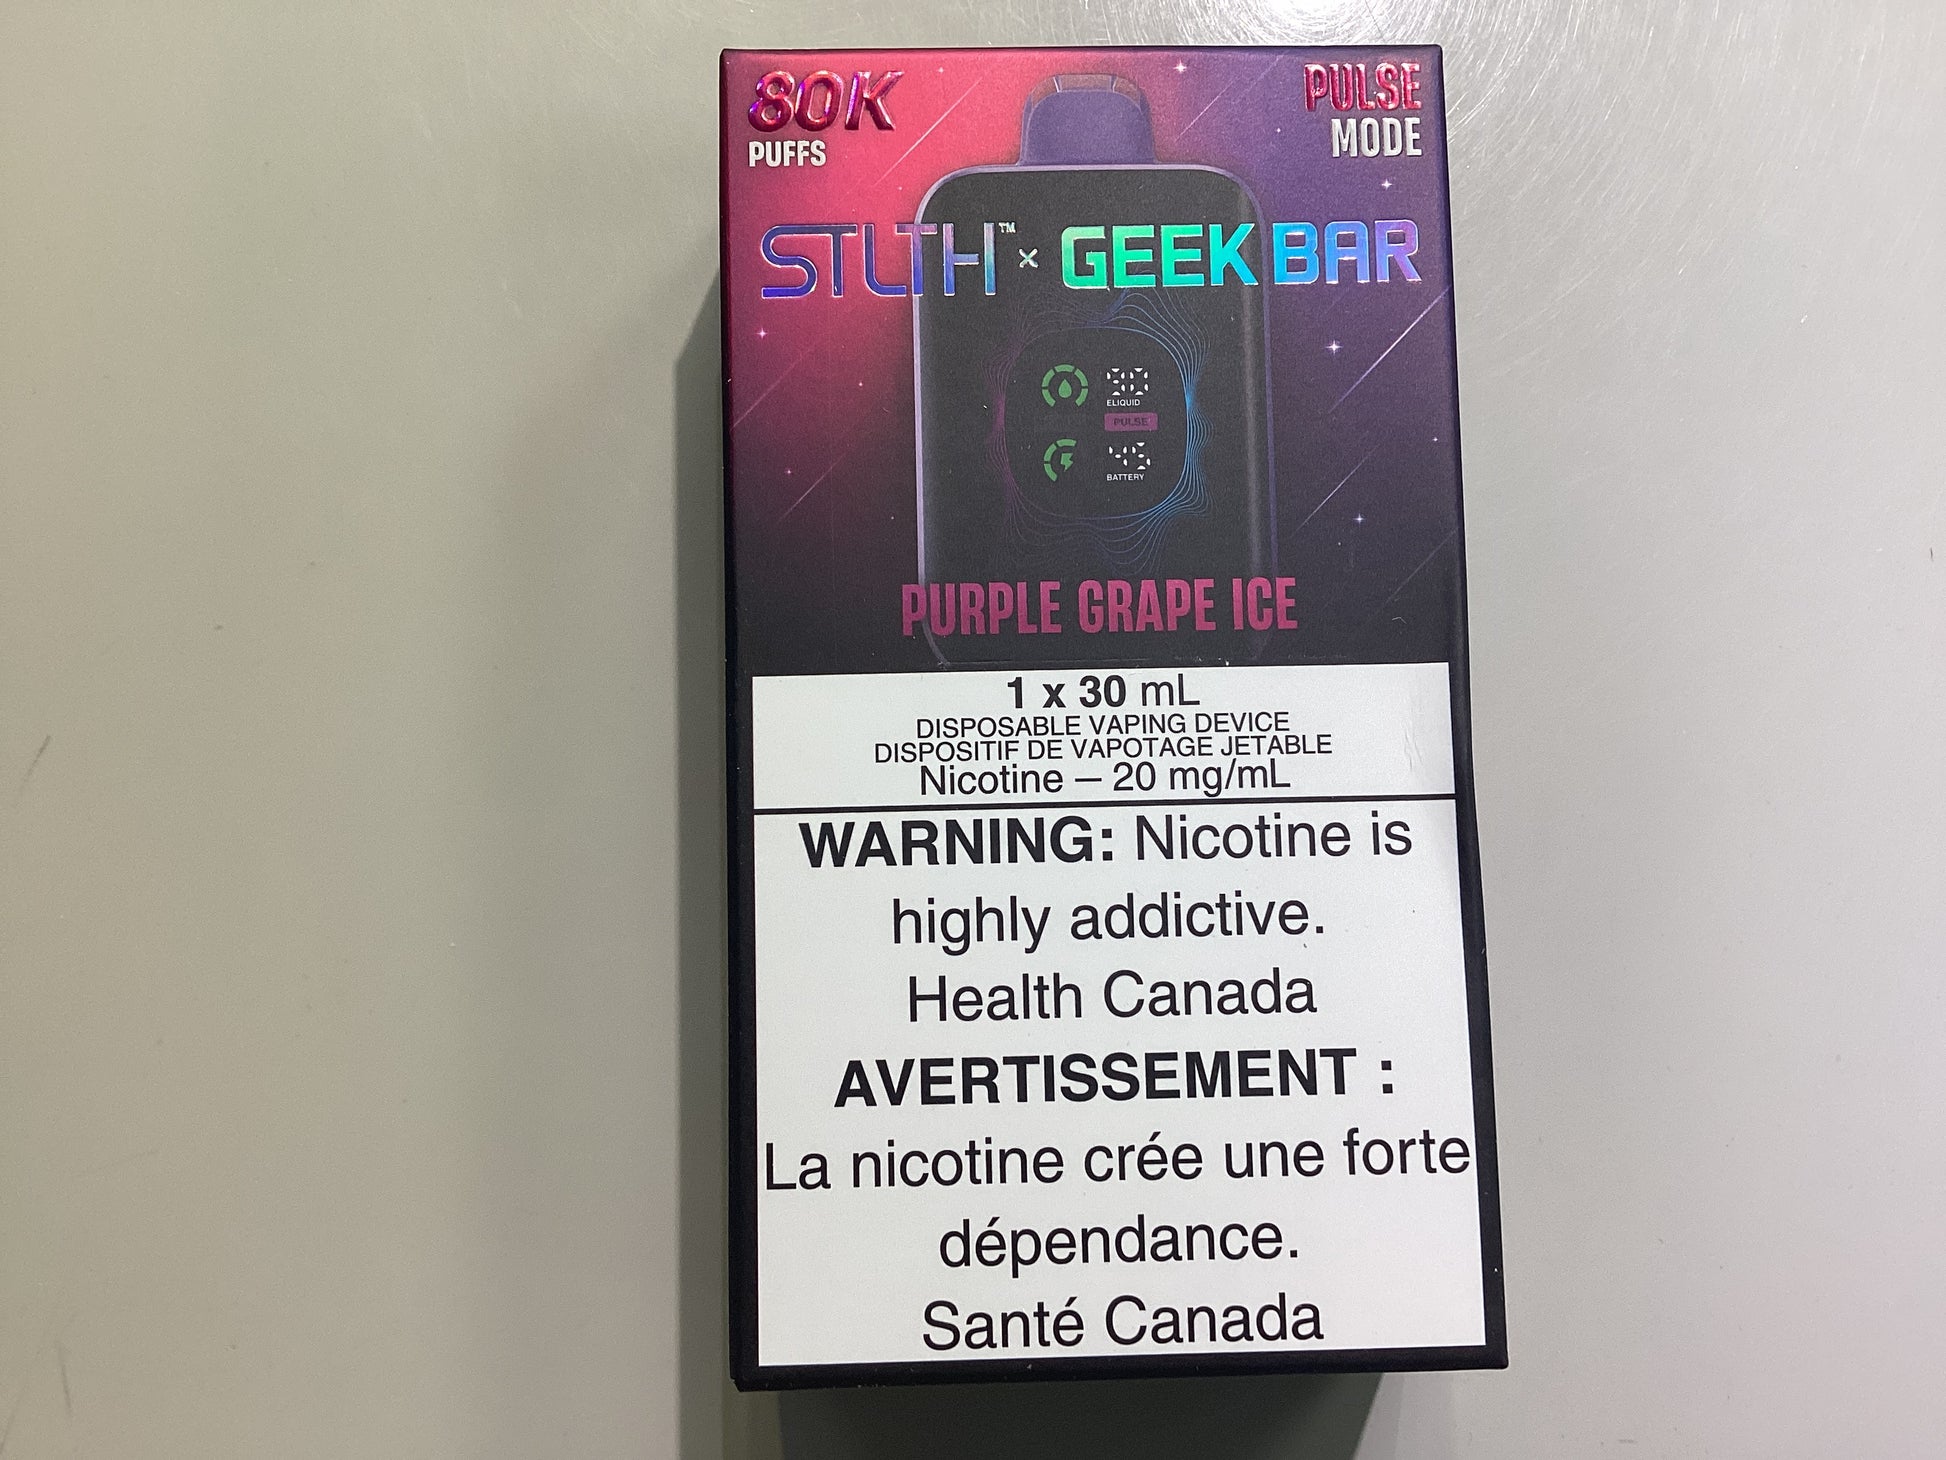 80K
PUFFS
PULSE
MODE
STLTH™ x GEEK BAR
ELIQUID
PULSE
45
BATTERY
PURPLE GRAPE ICE
1 x 30 mL
DISPOSABLE VAPING DEVICE
DISPOSITIF DE VAPOTAGE JETABLE
Nicotine – 20 mg/mL
WARNING: Nicotine is
highly addictive.
Health Canada
AVERTISSEMENT :
La nicotine crée une forte
dépendance.
Santé Canada